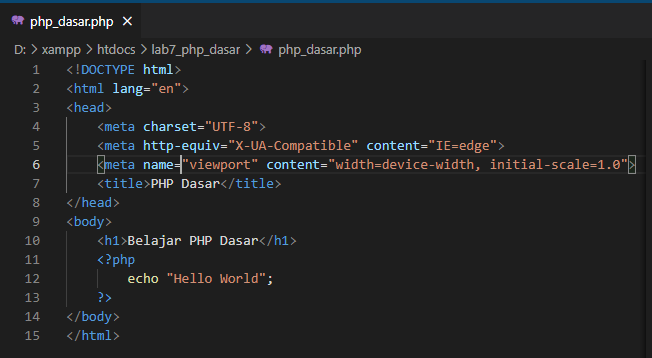 php_dasar.php ×
D: > xampp > htdocs > lab7_php_dasar > php_dasar.php
1 <!DOCTYPE html>
2 <html lang="en">
3 <head>
4     <meta charset="UTF-8">
5     <meta http-equiv="X-UA-Compatible" content="IE=edge">
6     <meta name="viewport" content="width=device-width, initial-scale=1.0">
7     <title>PHP Dasar</title>
8 </head>
9 <body>
10     <h1>Belajar PHP Dasar</h1>
11     <?php
12         echo "Hello World";
13     ?>
14 </body>
15 </html>